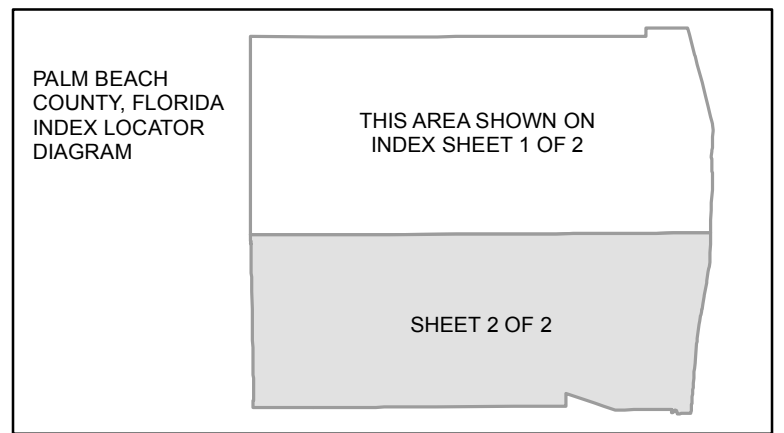 PALM BEACH
COUNTY, FLORIDA
INDEX LOCATOR
DIAGRAM
THIS AREA SHOWN ON
INDEX SHEET 1 OF 2
SHEET 2 OF 2